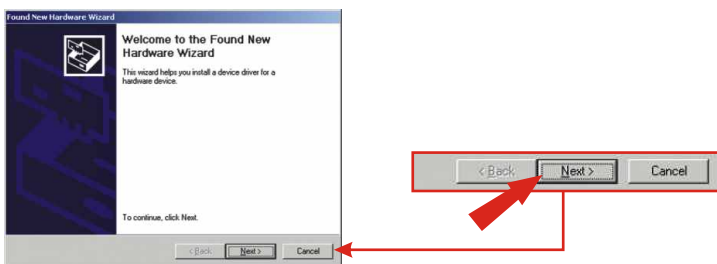 Found New Hardware Wizard
Welcome to the Found New
Hardware Wizard
This wizard helps you install a device driver for a
hardware device.
To continue, click Next.
< Back
Next >
Cancel
< Back
Next >
Cancel